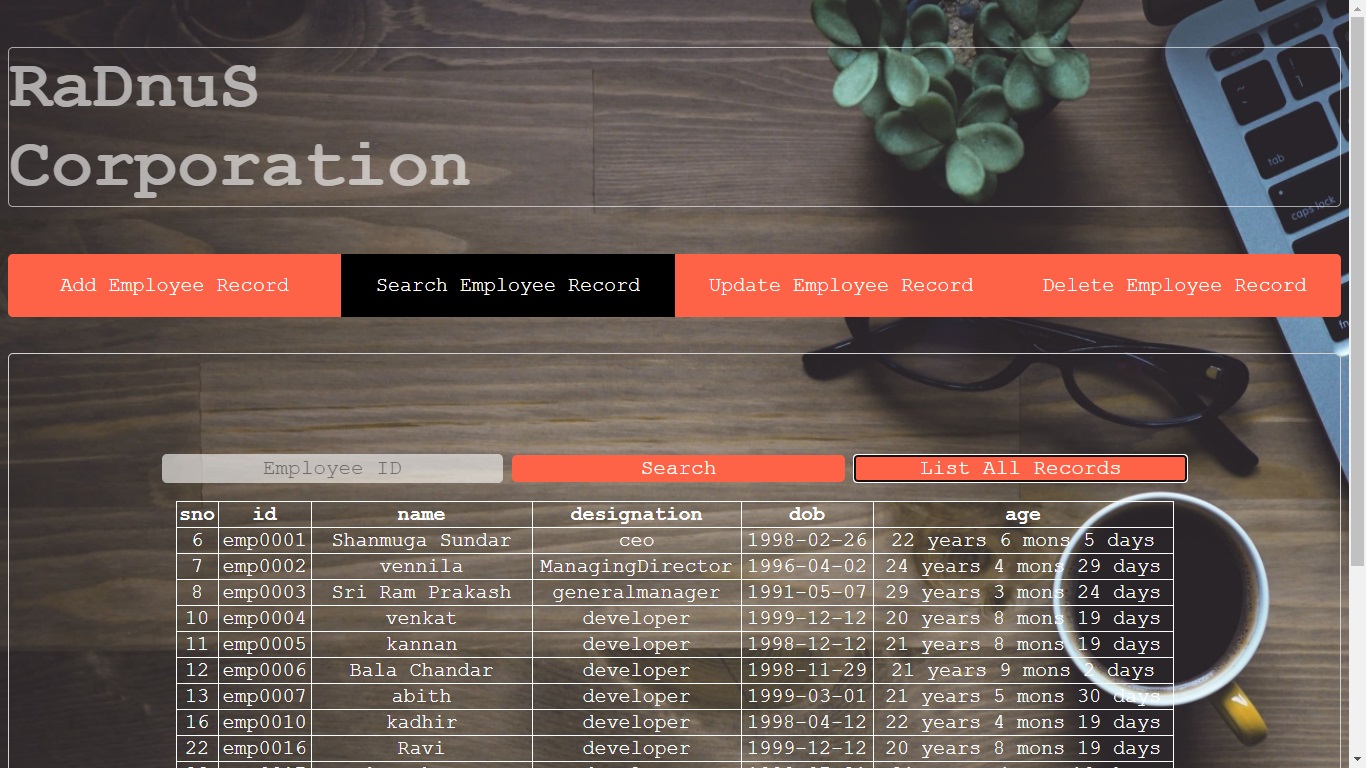 RaDnuS
Corporation
Add Employee Record Search Employee Record Update Employee Record Delete Employee Record
Employee ID Search List All Records
sno id name designation dob age
6 emp0001 Shanmuga Sundar ceo 1998-02-26 22 years 6 mons 5 days
7 emp0002 vennila ManagingDirector 1996-04-02 24 years 4 mons 29 days
8 emp0003 Sri Ram Prakash generalmanager 1991-05-07 29 years 3 mons 24 days
10 emp0004 venkat developer 1999-12-12 20 years 8 mons 19 days
11 emp0005 kannan developer 1998-12-12 21 years 8 mons 19 days
12 emp0006 Bala Chandar developer 1998-11-29 21 years 9 mons 2 days
13 emp0007 abith developer 1999-03-01 21 years 5 mons 30 days
16 emp0010 kadhir developer 1998-04-12 22 years 4 mons 19 days
22 emp0016 Ravi developer 1999-12-12 20 years 8 mons 19 days
tab
caps lock